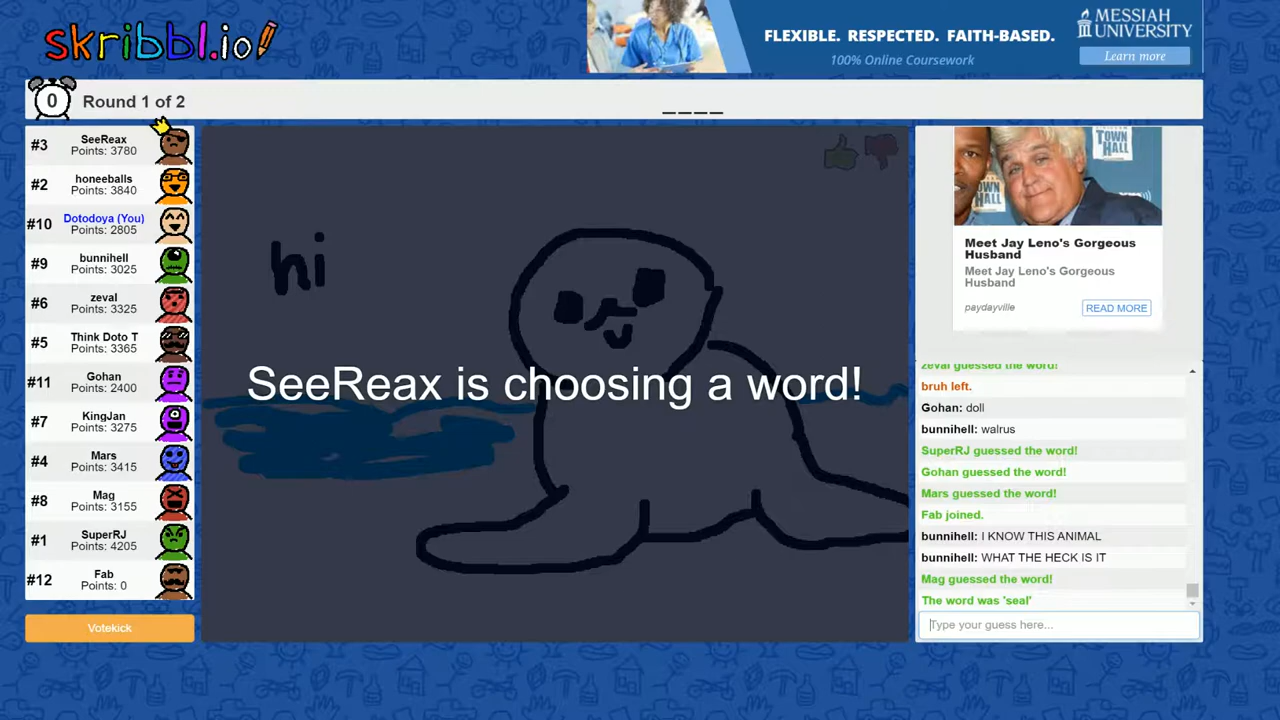 skribbl.io!
FLEXIBLE. RESPECTED. FAITH-BASED.
100% Online Coursework
MESSIAH
UNIVERSITY
Learn more
0
Round 1 of 2
____
#3
SeeReax
Points: 3780
#2
honeeballs
Points: 3840
#10
Dotodoya (You)
Points: 2805
#9
bunnihell
Points: 3025
#6
zeval
Points: 3325
#5
Think Doto T
Points: 3365
#11
Gohan
Points: 2400
#7
KingJan
Points: 3275
#4
Mars
Points: 3415
#8
Mag
Points: 3155
#1
SuperRJ
Points: 4205
#12
Fab
Points: 0
Votekick
hi
SeeReax is choosing a word!
TOWN
HALL
Meet Jay Leno's Gorgeous
Husband
Meet Jay Leno's Gorgeous
Husband
paydayville
READ MORE
zeval guessed the word!
bruh left.
Gohan: doll
bunnihell: walrus
SuperRJ guessed the word!
Gohan guessed the word!
Mars guessed the word!
Fab joined.
bunnihell: I KNOW THIS ANIMAL
bunnihell: WHAT THE HECK IS IT
Mag guessed the word!
The word was 'seal'
Type your guess here...